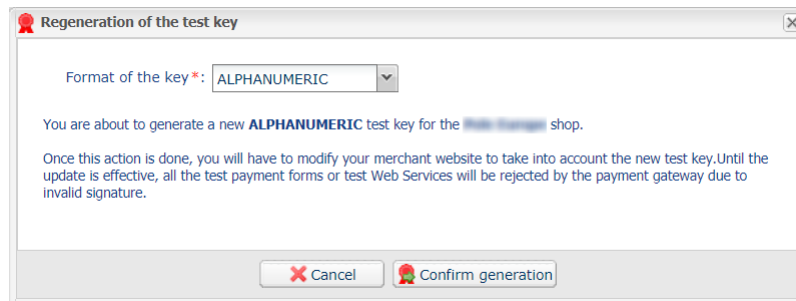 Regeneration of the test key
Format of the key*: ALPHANUMERIC
You are about to generate a new ALPHANUMERIC test key for the shop.
Once this action is done, you will have to modify your merchant website to take into account the new test key.Until the
update is effective, all the test payment forms or test Web Services will be rejected by the payment gateway due to
invalid signature.
Cancel Confirm generation